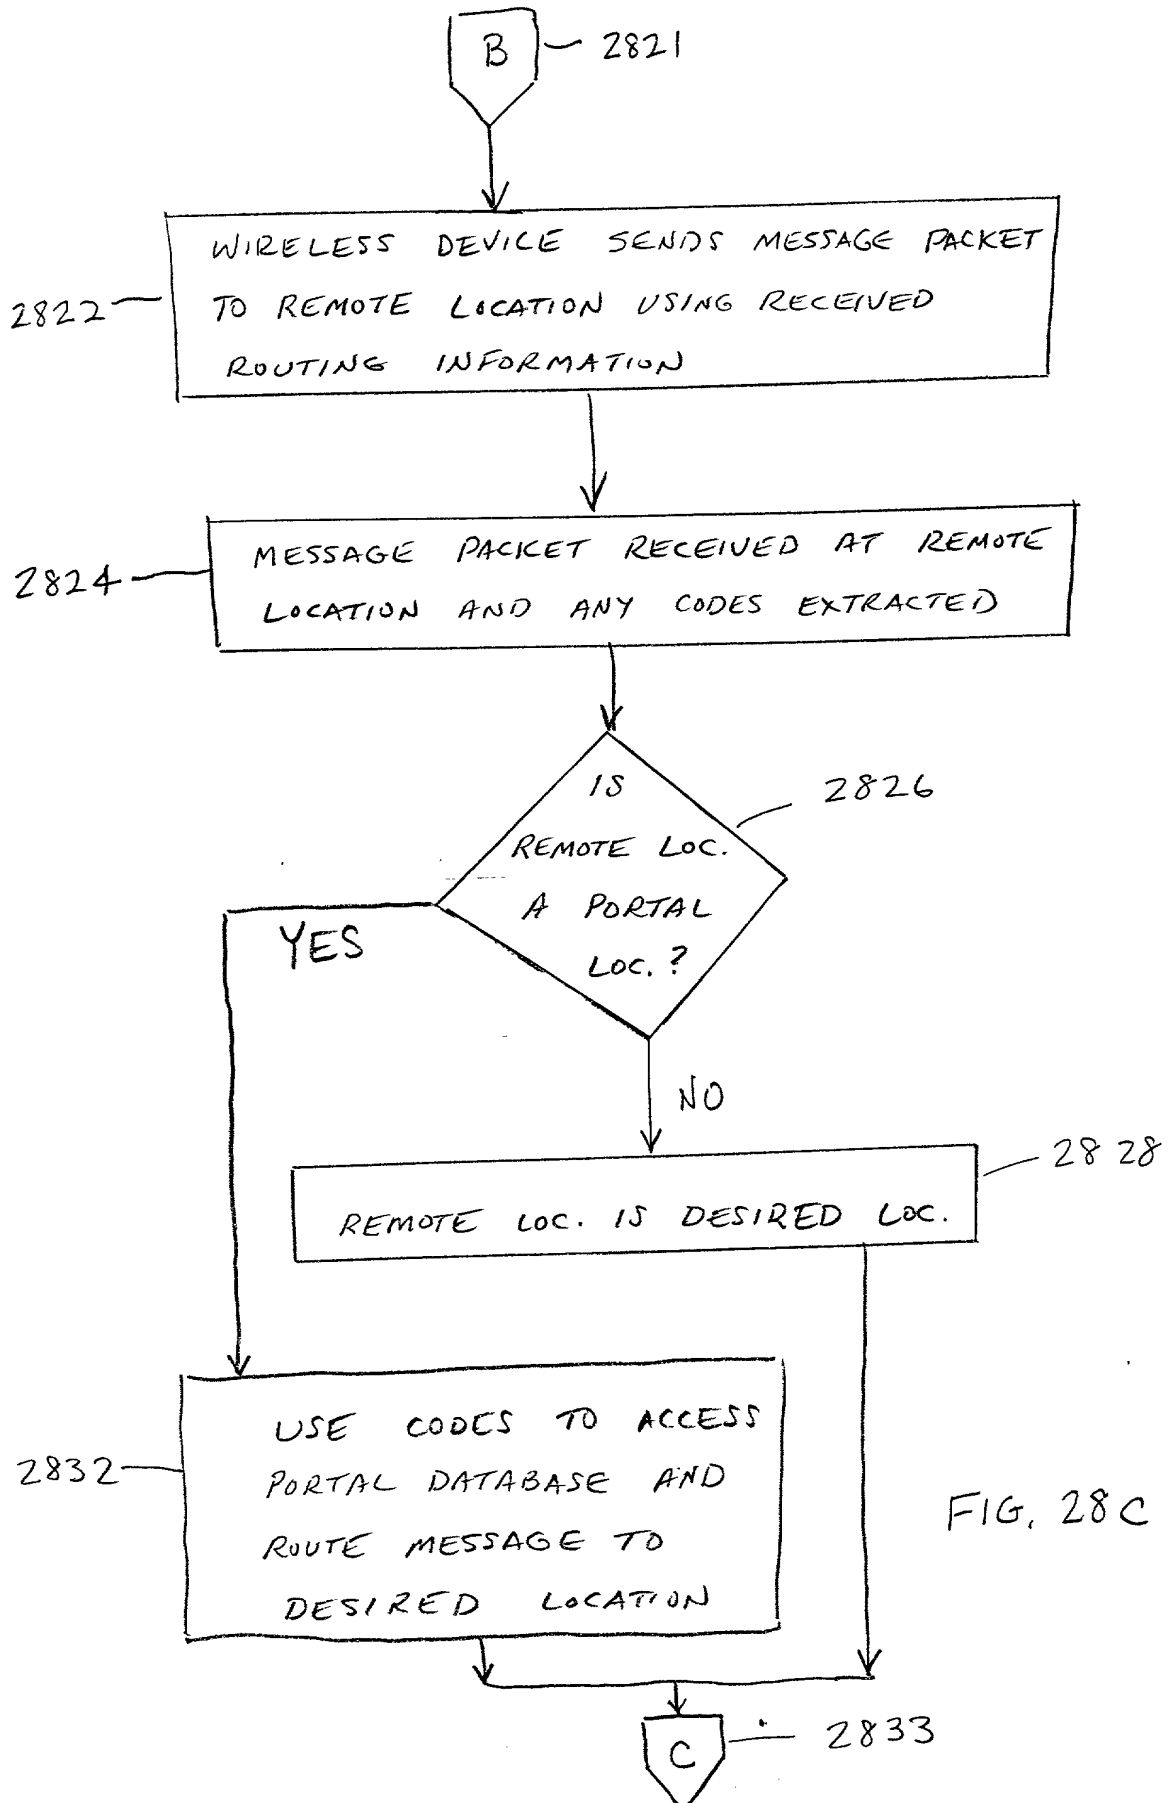 B
2821
WIRELESS DEVICE SENDS MESSAGE PACKET
2822
TO REMOTE LOCATION USING RECEIVED
ROUTING INFORMATION
MESSAGE PACKET RECEIVED AT REMOTE
2824
LOCATION AND ANY CODES EXTRACTED
IS
2826
REMOTE LOC.
A PORTAL
YES
LOC.?
NO
2828
REMOTE LOC. IS DESIRED LOC.
USE CODES TO ACCESS
2832
PORTAL DATABASE AND
ROUTE MESSAGE TO
DESIRED LOCATION
FIG. 28C
C
2833